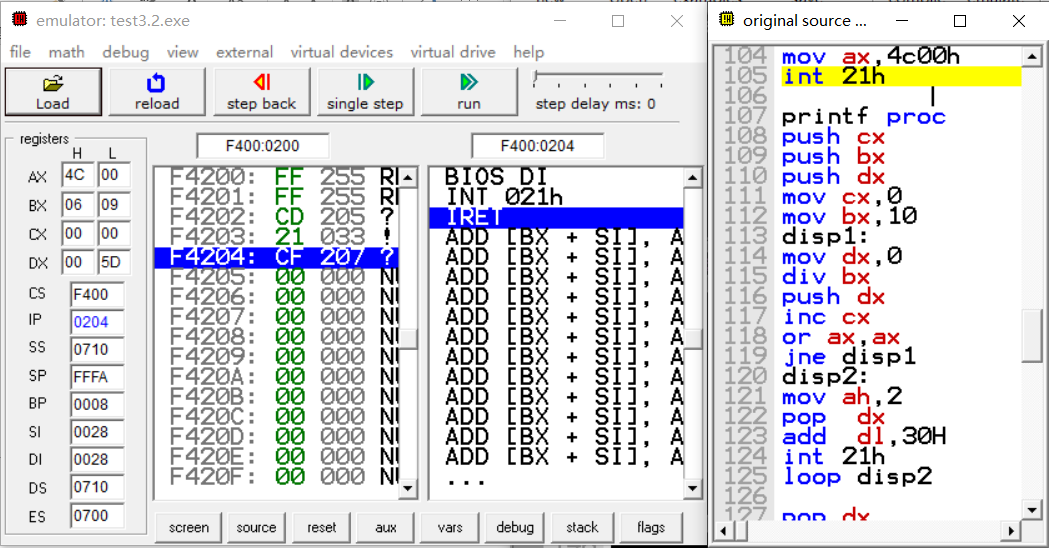 emulator: test3.2.exe
file math debug view external virtual devices virtual drive help
Load reload step back single step run step delay ms: 0
registers
H L
AX 4C 00
BX 06 09
CX 00 00
DX 00 5D
CS F400
IP 0204
SS 0710
SP FFFA
BP 0008
SI 0028
DI 0028
DS 0710
ES 0700
F400:0200
F4200: FF 255
F4201: FF 255
F4202: CD 205 ?
F4203: 21 033 !
F4204: CF 207 ?
F4205: 00 000
F4206: 00 000
F4207: 00 000
F4208: 00 000
F4209: 00 000
F420A: 00 000
F420B: 00 000
F420C: 00 000
F420D: 00 000
F420E: 00 000
F420F: 00 000
F400:0204
BIOS DI
INT 021h
IRET
ADD [BX + SI], A
ADD [BX + SI], A
ADD [BX + SI], A
ADD [BX + SI], A
ADD [BX + SI], A
ADD [BX + SI], A
ADD [BX + SI], A
ADD [BX + SI], A
ADD [BX + SI], A
ADD [BX + SI], A
ADD [BX + SI], A
ADD [BX + SI], A
...
screen source reset aux vars debug stack flags
original source ...
104 mov ax,4c00h
105 int 21h
106
107 printf proc
108 push cx
109 push bx
110 push dx
111 mov cx,0
112 mov bx,10
113 disp1:
114 mov dx,0
115 div bx
116 push dx
117 inc cx
118 or ax,ax
119 jne disp1
120 disp2:
121 mov ah,2
122 pop dx
123 add dl,30H
124 int 21h
125 loop disp2
126
127 pop dx